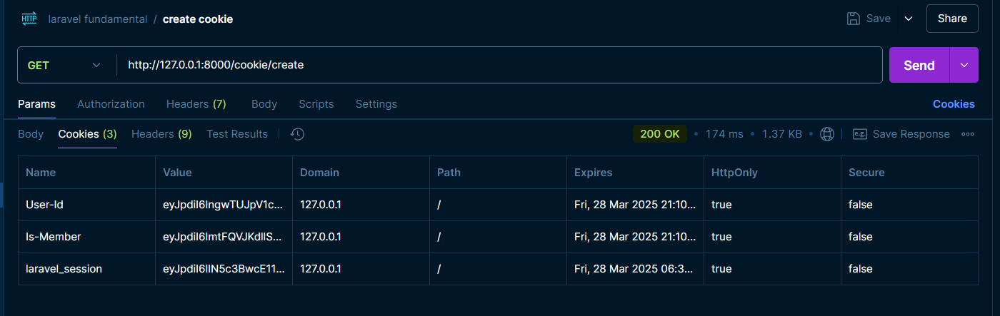 HTTP laravel fundamental / create cookie Save Share
GET http://127.0.0.1:8000/cookie/create Send
Params Authorization Headers (7) Body Scripts Settings Cookies
Body Cookies (3) Headers (9) Test Results 200 OK • 174 ms • 1.37 KB • e.g. Save Response
Name Value Domain Path Expires HttpOnly Secure
User-Id eyJpdiI6IngwTUJpV1c... 127.0.0.1 / Fri, 28 Mar 2025 21:10... true false
Is-Member eyJpdiI6ImtFQVJKdllS... 127.0.0.1 / Fri, 28 Mar 2025 21:10... true false
laravel_session eyJpdiI6IlN5c3BwcE11... 127.0.0.1 / Fri, 28 Mar 2025 06:3... true false